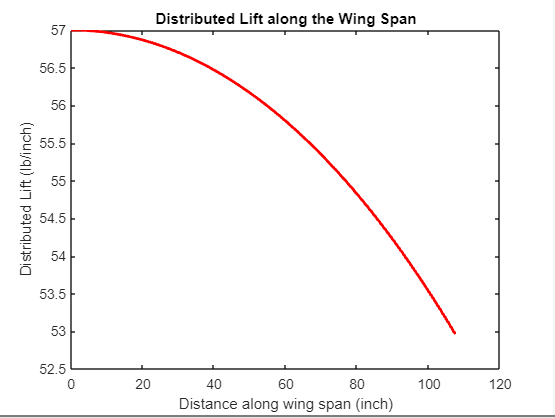 Distributed Lift along the Wing Span
Distributed Lift (lb/inch)
57
56.5
56
55.5
55
54.5
54
53.5
53
52.5
0 20 40 60 80 100 120
Distance along wing span (inch)